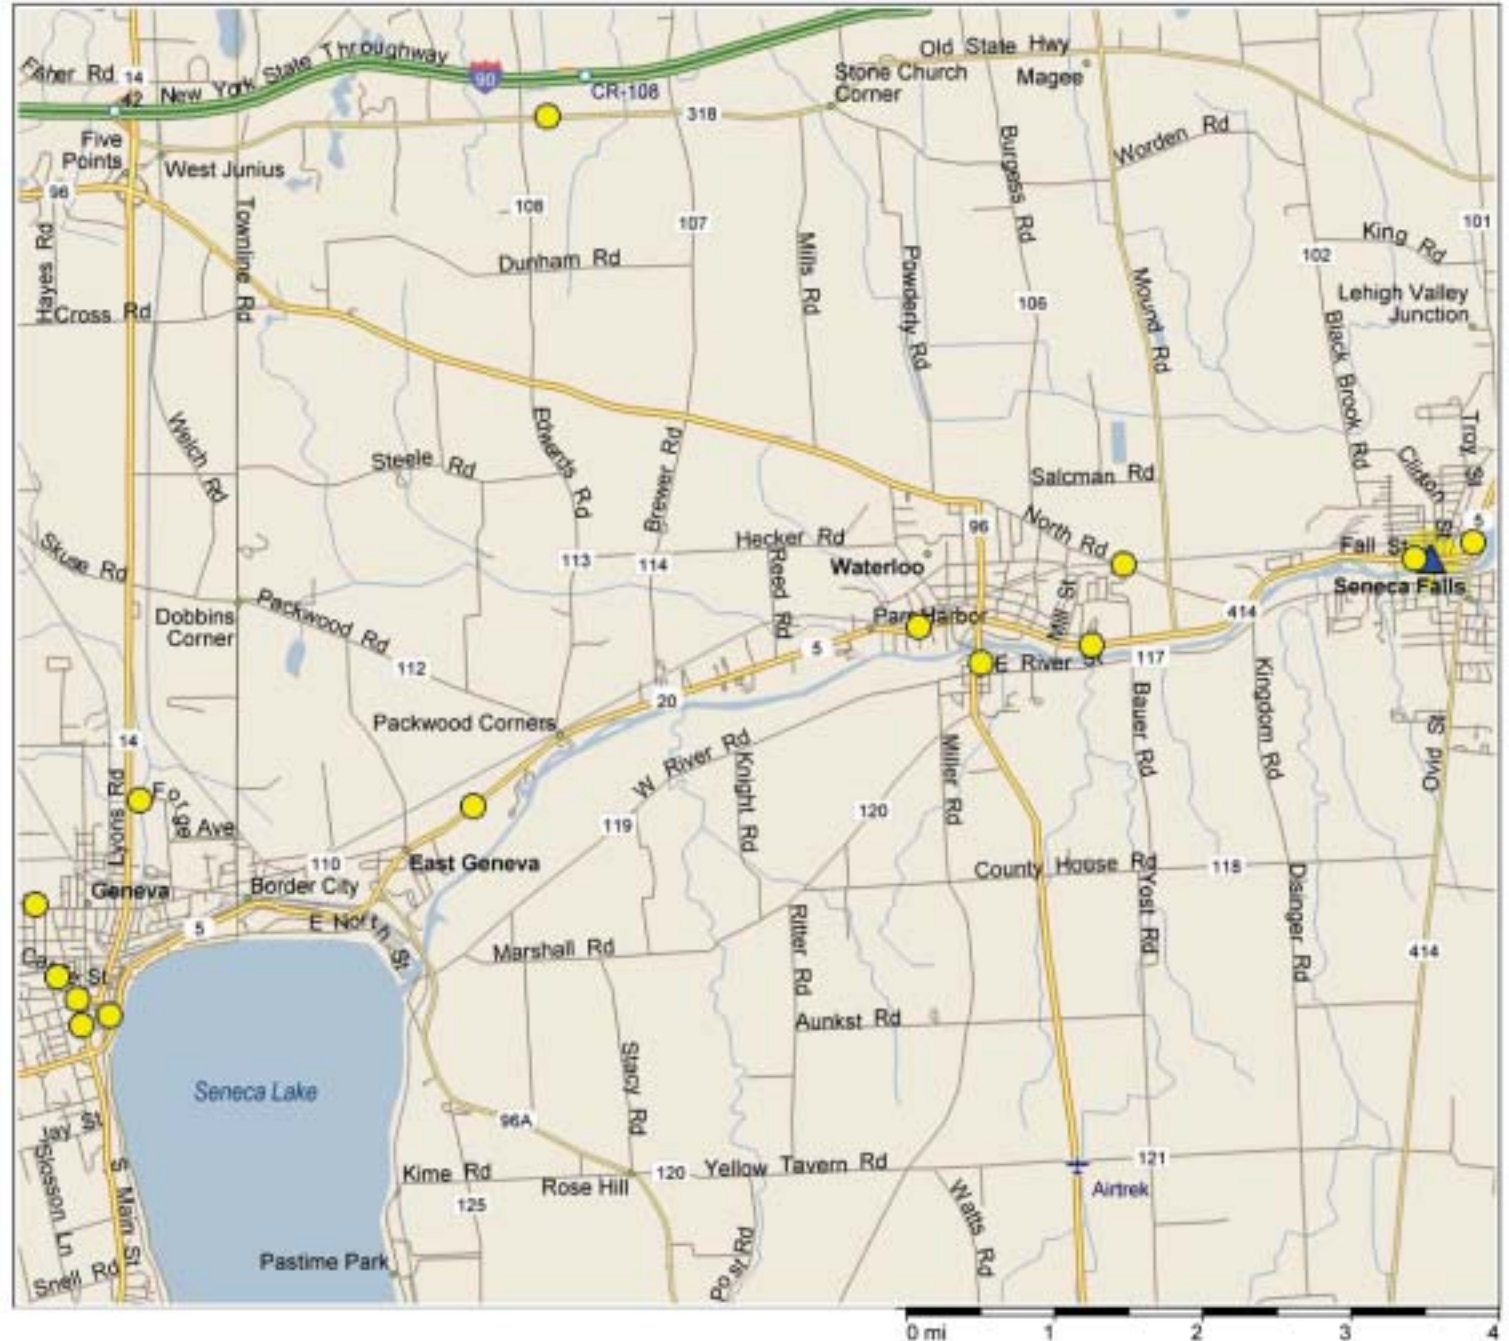 Old State Hwy
New York State Throughway
Fisher Rd
14
42
90
CR-108
Stone Church
Corner
Magee
318
Five
Points
West Junius
Worden Rd
Burgess Rd
96
108
107
101
Hayes Rd
Townline Rd
Dunham Rd
Mills Rd
Powderly Rd
King Rd
102
Mound Rd
106
Lehigh Valley
Junction
Cross Rd
Black Brook Rd
Welch Rd
Edwards Rd
Brewer Rd
Steele Rd
Salcman Rd
Troy St
Clinton St
96
North Rd
5
Hecker Rd
Skuse Rd
113
114
Reed Rd
Waterloo
Fall St
Seneca Falls
Dobbins
Corner
Packwood Rd
Harbor
Mill St
414
112
5
E River St
117
20
Packwood Corners
Kingdom Rd
Bauer Rd
Ovid St
14
W River Rd
Knight Rd
Miller Rd
Lyons Rd
Forge Ave
119
120
110
East Geneva
County House Rd
118
Geneva
Border City
5
E North St
Yost Rd
Disinger Rd
Marshall Rd
Ritter Rd
414
Castle St
Aunkst Rd
Stacy Rd
Seneca Lake
96A
Jay St
Slosson Ln
S Main St
Kime Rd
Rose Hill
120
Yellow Tavern Rd
121
125
Airtrek
Watts Rd
Post Rd
Pastime Park
Snell Rd
0 mi 1 2 3 4